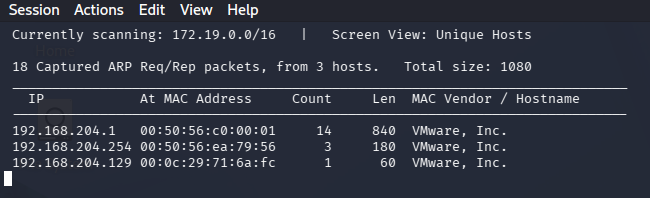 Session Actions Edit View Help
Currently scanning: 172.19.0.0/16 | Screen View: Unique Hosts
18 Captured ARP Req/Rep packets, from 3 hosts. Total size: 1080
IP At MAC Address Count Len MAC Vendor / Hostname
192.168.204.1 00:50:56:c0:00:01 14 840 VMware, Inc.
192.168.204.254 00:50:56:ea:79:56 3 180 VMware, Inc.
192.168.204.129 00:0c:29:71:6a:fc 1 60 VMware, Inc.